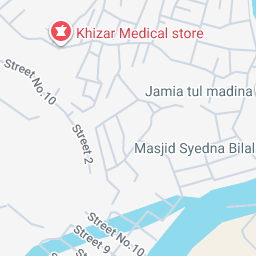 Khizar Medical store
Jamia tul madina
Street No.10
Street 2
Masjid Syedna Bilal
Street No.10
Street 9